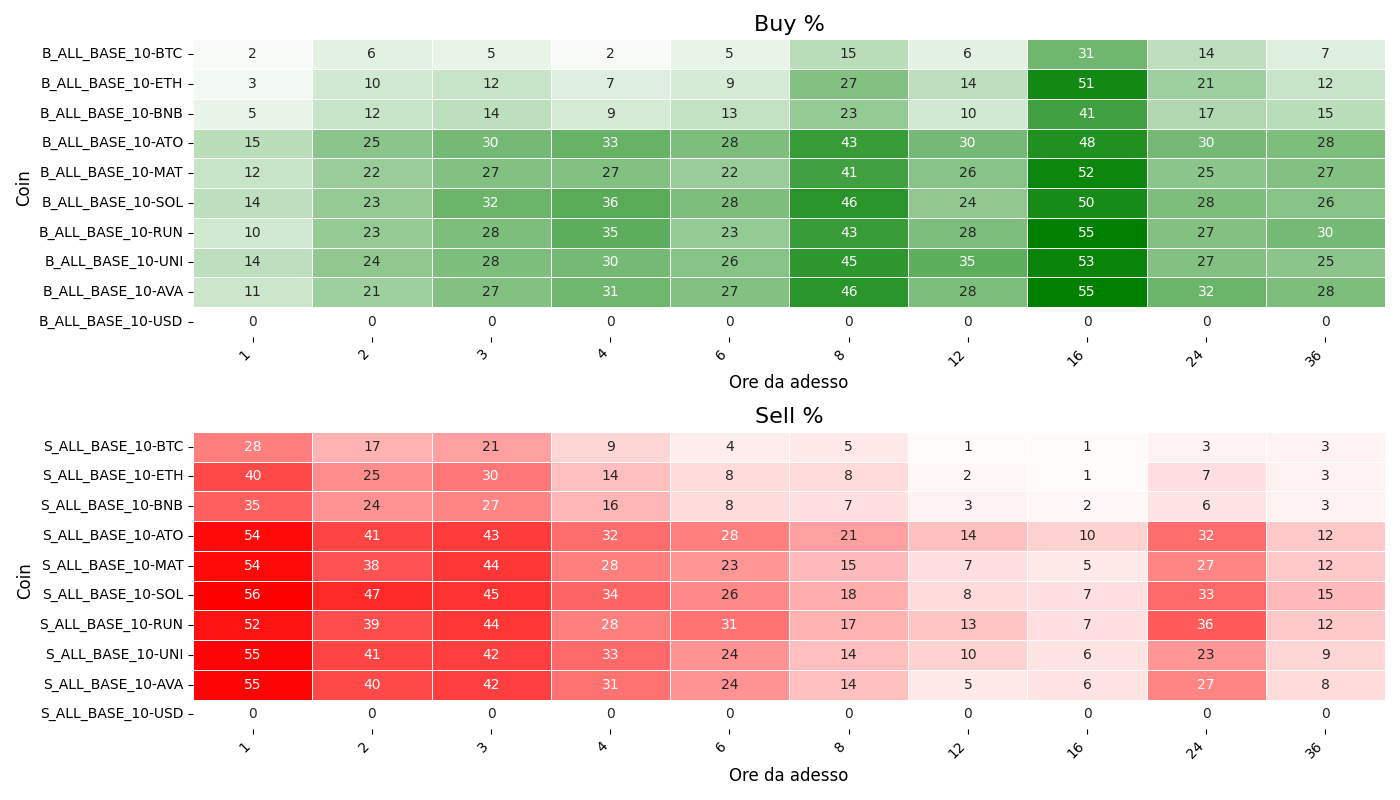 Buy %
Coin
B_ALL_BASE_10-BTC 2 6 5 2 5 15 6 31 14 7
B_ALL_BASE_10-ETH 3 10 12 7 9 27 14 51 21 12
B_ALL_BASE_10-BNB 5 12 14 9 13 23 10 41 17 15
B_ALL_BASE_10-ATO 15 25 30 33 28 43 30 48 30 28
B_ALL_BASE_10-MAT 12 22 27 27 22 41 26 52 25 27
B_ALL_BASE_10-SOL 14 23 32 36 28 46 24 50 28 26
B_ALL_BASE_10-RUN 10 23 28 35 23 43 28 55 27 30
B_ALL_BASE_10-UNI 14 24 28 30 26 45 35 53 27 25
B_ALL_BASE_10-AVA 11 21 27 31 27 46 28 55 32 28
B_ALL_BASE_10-USD 0 0 0 0 0 0 0 0 0 0
1 2 3 4 6 8 12 16 24 36
Ore da adesso
Sell %
Coin
S_ALL_BASE_10-BTC 28 17 21 9 4 5 1 1 3 3
S_ALL_BASE_10-ETH 40 25 30 14 8 8 2 1 7 3
S_ALL_BASE_10-BNB 35 24 27 16 8 7 3 2 6 3
S_ALL_BASE_10-ATO 54 41 43 32 28 21 14 10 32 12
S_ALL_BASE_10-MAT 54 38 44 28 23 15 7 5 27 12
S_ALL_BASE_10-SOL 56 47 45 34 26 18 8 7 33 15
S_ALL_BASE_10-RUN 52 39 44 28 31 17 13 7 36 12
S_ALL_BASE_10-UNI 55 41 42 33 24 14 10 6 23 9
S_ALL_BASE_10-AVA 55 40 42 31 24 14 5 6 27 8
S_ALL_BASE_10-USD 0 0 0 0 0 0 0 0 0 0
1 2 3 4 6 8 12 16 24 36
Ore da adesso